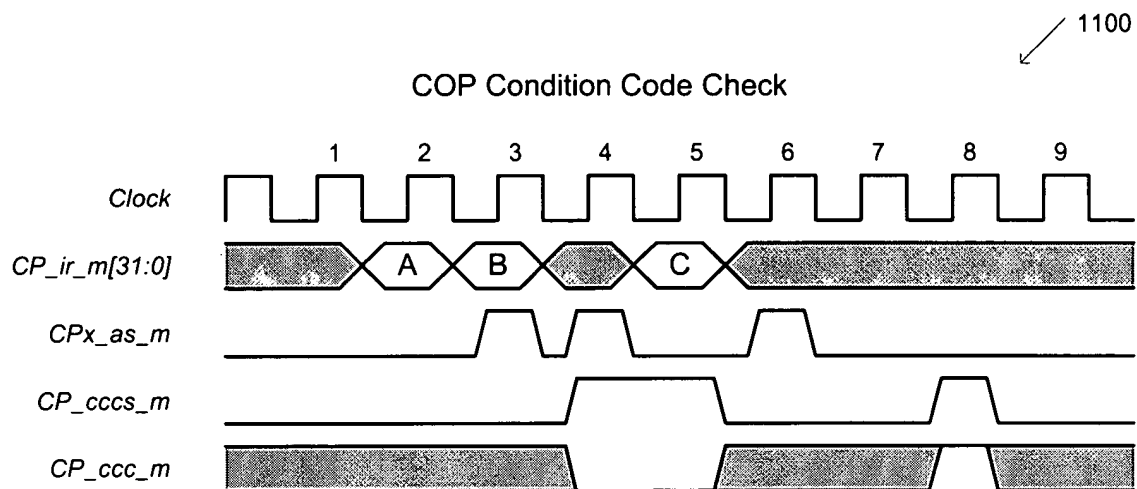 1100
COP Condition Code Check
1 2 3 4 5 6 7 8 9
Clock
CP_ir_m[31:0] A B C
CPx_as_m
CP_cccs_m
CP_ccc_m